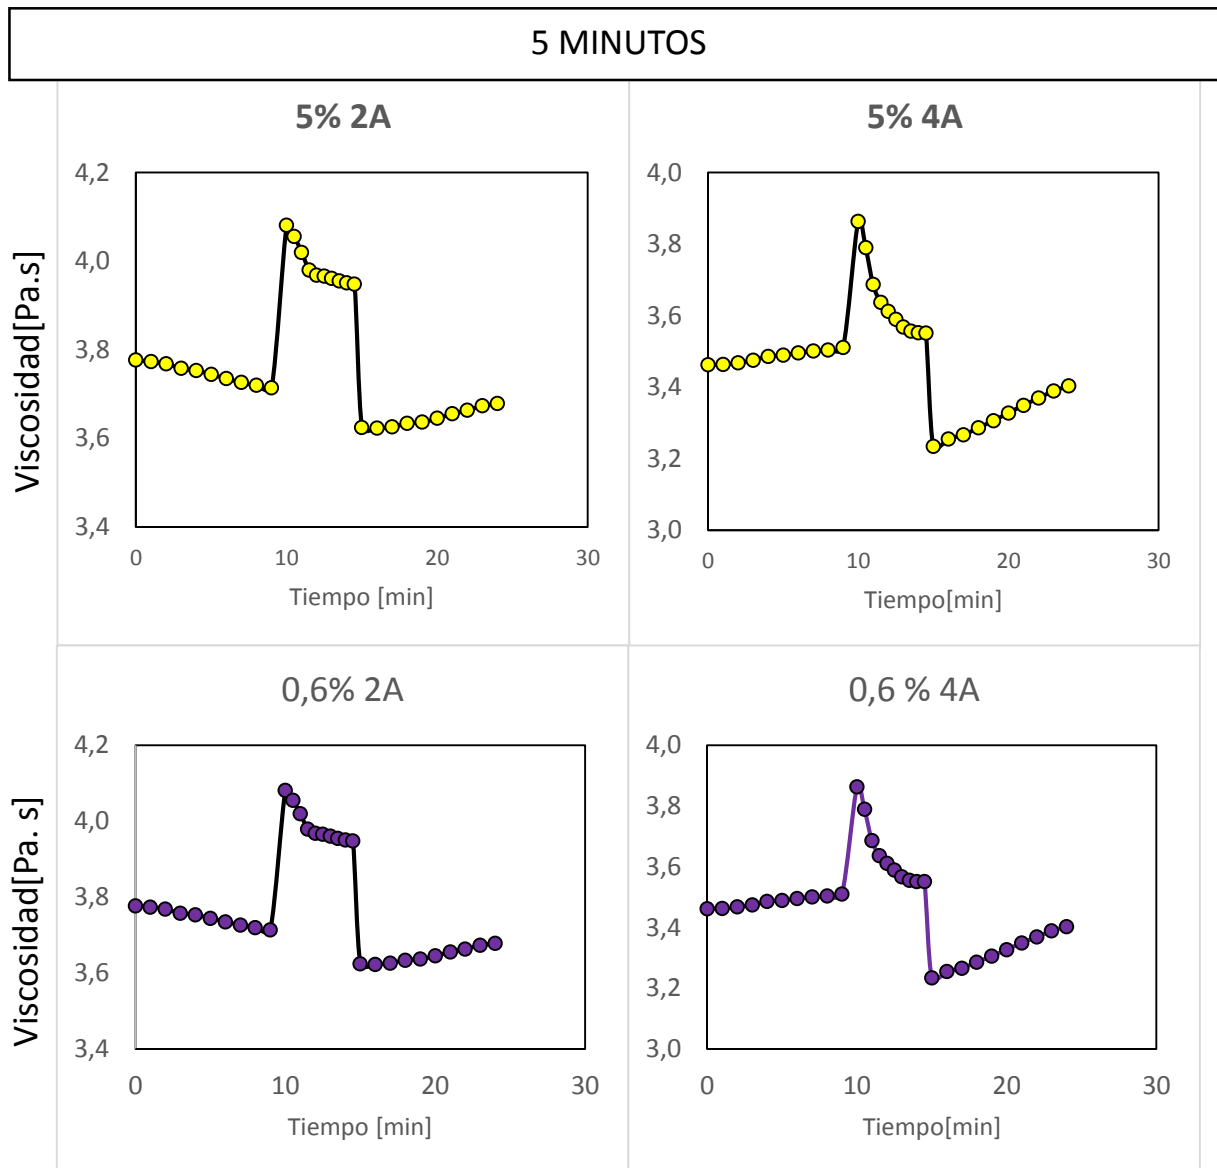 5 MINUTOS
5% 2A
Viscosidad[Pa.s]
4,2
4,0
3,8
3,6
3,4
0 10 20 30
Tiempo [min]
5% 4A
4,0
3,8
3,6
3,4
3,2
3,0
0 10 20 30
Tiempo[min]
0,6% 2A
Viscosidad[Pa. s]
4,2
4,0
3,8
3,6
3,4
0 10 20 30
Tiempo [min]
0,6 % 4A
4,0
3,8
3,6
3,4
3,2
3,0
0 10 20 30
Tiempo[min]